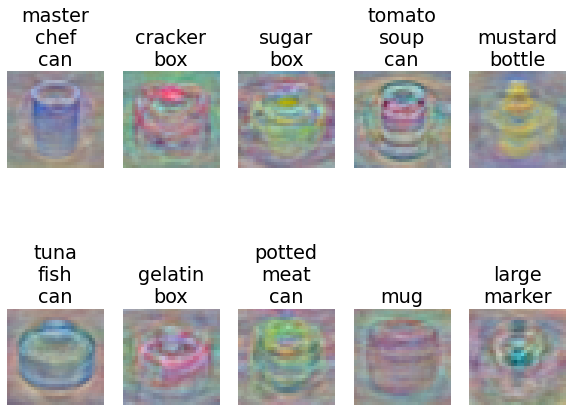 master
chef
can
cracker
box
sugar
box
tomato
soup
can
mustard
bottle
tuna
fish
can
gelatin
box
potted
meat
can
mug
large
marker